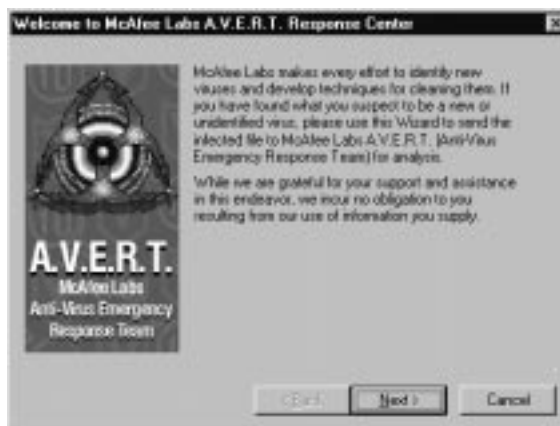 Welcome to McAfee Labs A.V.E.R.T. Response Center
McAfee Labs makes every effort to identify new
viruses and develop techniques for cleaning them. If
you have found what you suspect to be a new or
unidentified virus, please use this Wizard to send the
infected file to McAfee Labs A.V.E.R.T. (Anti-Virus
Emergency Response Team) for analysis.
While we are grateful for your support and assistance
in this endeavor, we incur no obligation to you
resulting from our use of information you supply.
A.V.E.R.T.
McAfee Labs
Anti-Virus Emergency
Response Team
< Back
Next >
Cancel